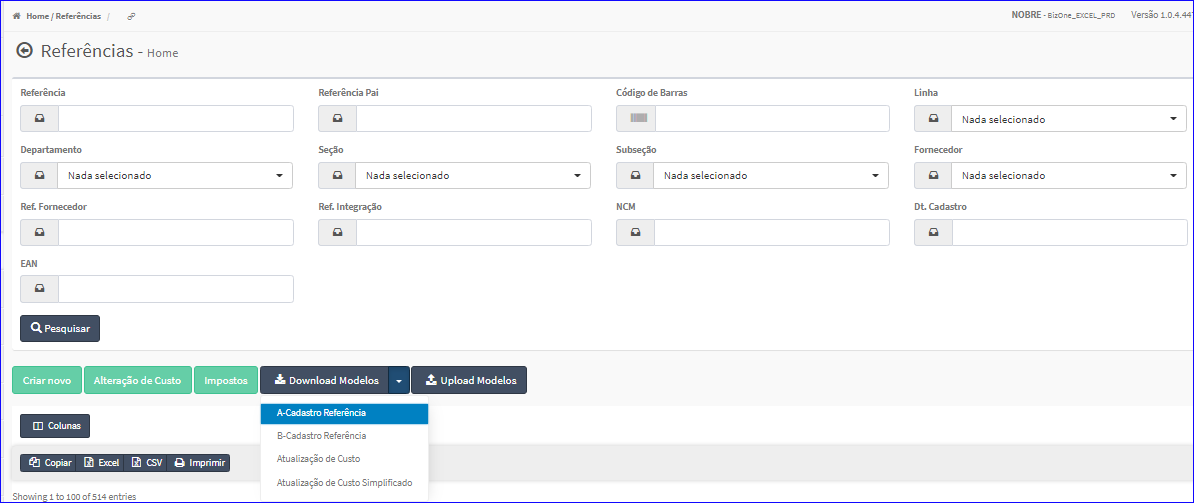 Home / Referências /
NOBRE - BizOne_EXCEL_PRD Versão 1.0.4.447
Referências - Home
Referência Referência Pai Código de Barras Linha
Nada selecionado
Departamento Seção Subseção Fornecedor
Nada selecionado Nada selecionado Nada selecionado Nada selecionado
Ref. Fornecedor Ref. Integração NCM Dt. Cadastro
EAN
Pesquisar
Criar novo Alteração de Custo Impostos Download Modelos Upload Modelos
A-Cadastro Referência
Colunas
B-Cadastro Referência
Atualização de Custo
Copiar Excel CSV Imprimir
Atualização de Custo Simplificado
Showing 1 to 100 of 514 entries